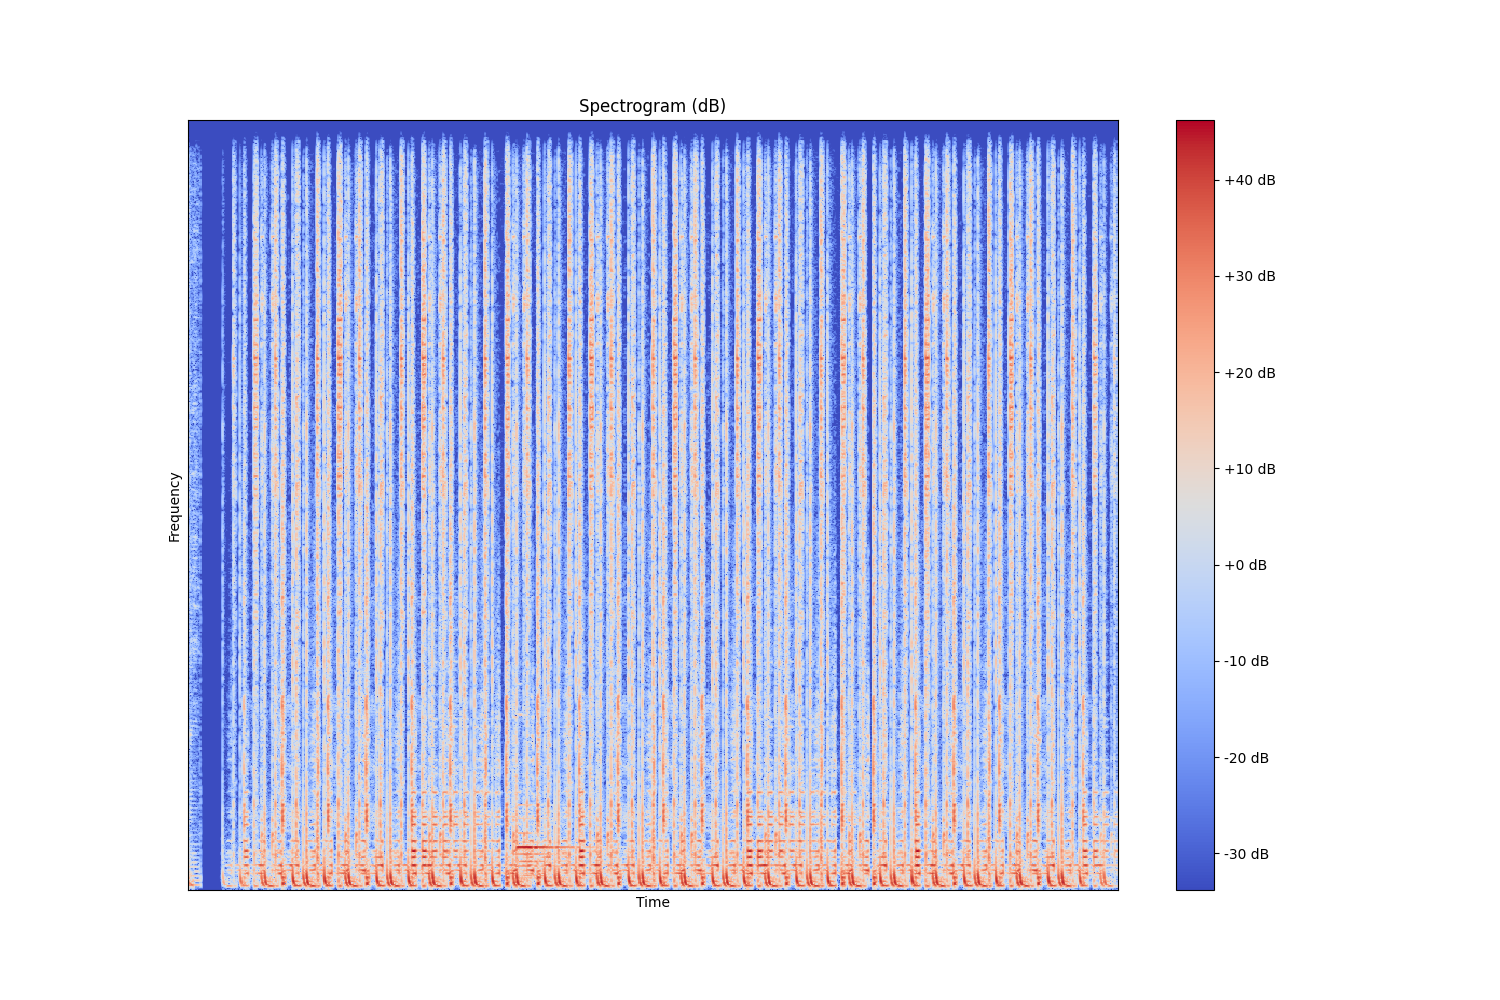 Spectrogram (dB)
Frequency
Time
+40 dB
+30 dB
+20 dB
+10 dB
+0 dB
-10 dB
-20 dB
-30 dB